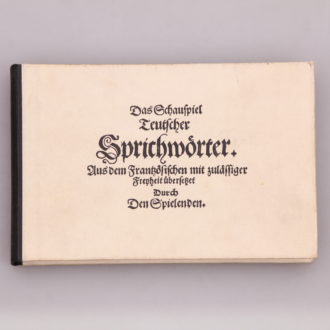 Das Schauspiel
Teutscher
Sprichwörter.
Aus dem Frantzösischen mit zulässiger
Freyheit übersetzet
Durch
Den Spielenden.